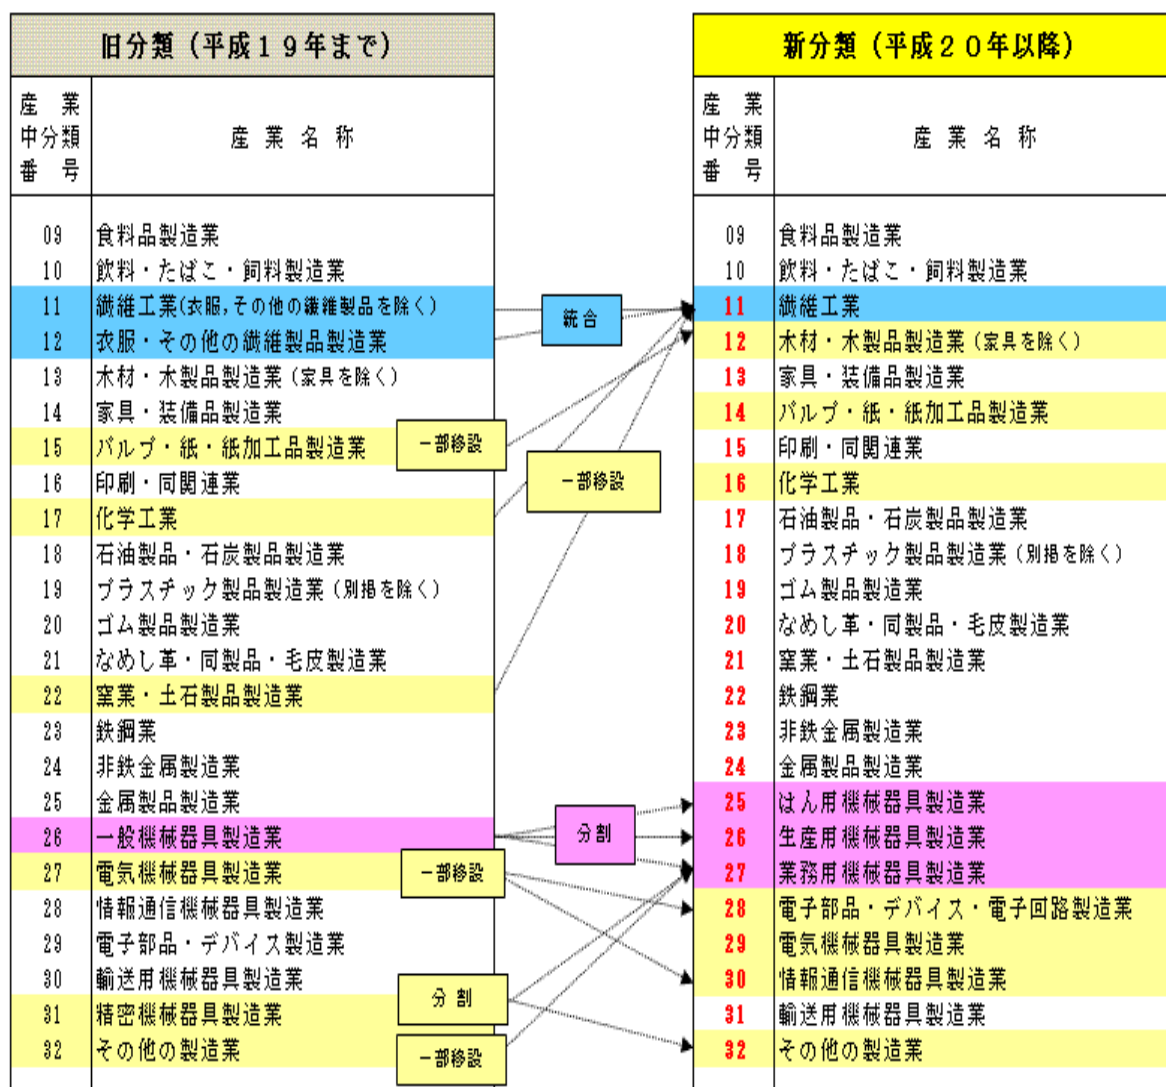 旧分類（平成１９年まで）
産　業
中分類
番　号
産 業 名 称
09 食料品製造業
10 飲料・たばこ・飼料製造業
11 繊維工業(衣服,その他の繊維製品を除く)
12 衣服・その他の繊維製品製造業
13 木材・木製品製造業（家具を除く）
14 家具・装備品製造業
15 パルプ・紙・紙加工品製造業
16 印刷・同関連業
17 化学工業
18 石油製品・石炭製品製造業
19 プラスチック製品製造業（別掲を除く）
20 ゴム製品製造業
21 なめし革・同製品・毛皮製造業
22 窯業・土石製品製造業
23 鉄鋼業
24 非鉄金属製造業
25 金属製品製造業
26 一般機械器具製造業
27 電気機械器具製造業
28 情報通信機械器具製造業
29 電子部品・デバイス製造業
30 輸送用機械器具製造業
31 精密機械器具製造業
32 その他の製造業
統合
一部移設
一部移設
分割
一部移設
分 割
一部移設
新分類（平成２０年以降）
産　業
中分類
番　号
産 業 名 称
09 食料品製造業
10 飲料・たばこ・飼料製造業
11 繊維工業
12 木材・木製品製造業（家具を除く）
13 家具・装備品製造業
14 パルプ・紙・紙加工品製造業
15 印刷・同関連業
16 化学工業
17 石油製品・石炭製品製造業
18 プラスチック製品製造業（別掲を除く）
19 ゴム製品製造業
20 なめし革・同製品・毛皮製造業
21 窯業・土石製品製造業
22 鉄鋼業
23 非鉄金属製造業
24 金属製品製造業
25 はん用機械器具製造業
26 生産用機械器具製造業
27 業務用機械器具製造業
28 電子部品・デバイス・電子回路製造業
29 電気機械器具製造業
30 情報通信機械器具製造業
31 輸送用機械器具製造業
32 その他の製造業